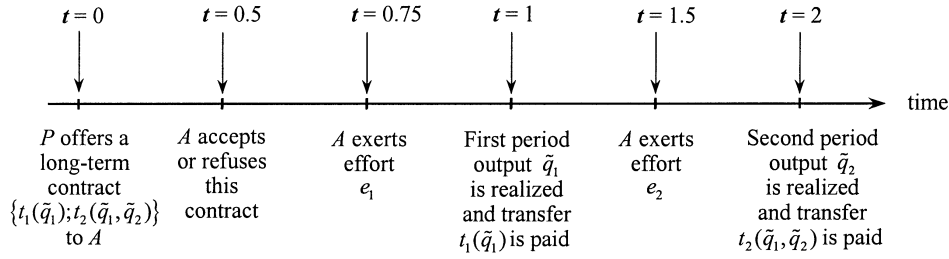 t = 0
t = 0.5
t = 0.75
t = 1
t = 1.5
t = 2
time
P offers a
long-term
contract
{t₁(q̃₁);t₂(q̃₁,q̃₂)}
to A
A accepts
or refuses
this
contract
A exerts
effort
e₁
First period
output q̃₁
is realized
and transfer
t₁(q̃₁) is paid
A exerts
effort
e₂
Second period
output q̃₂
is realized
and transfer
t₂(q̃₁,q̃₂) is paid